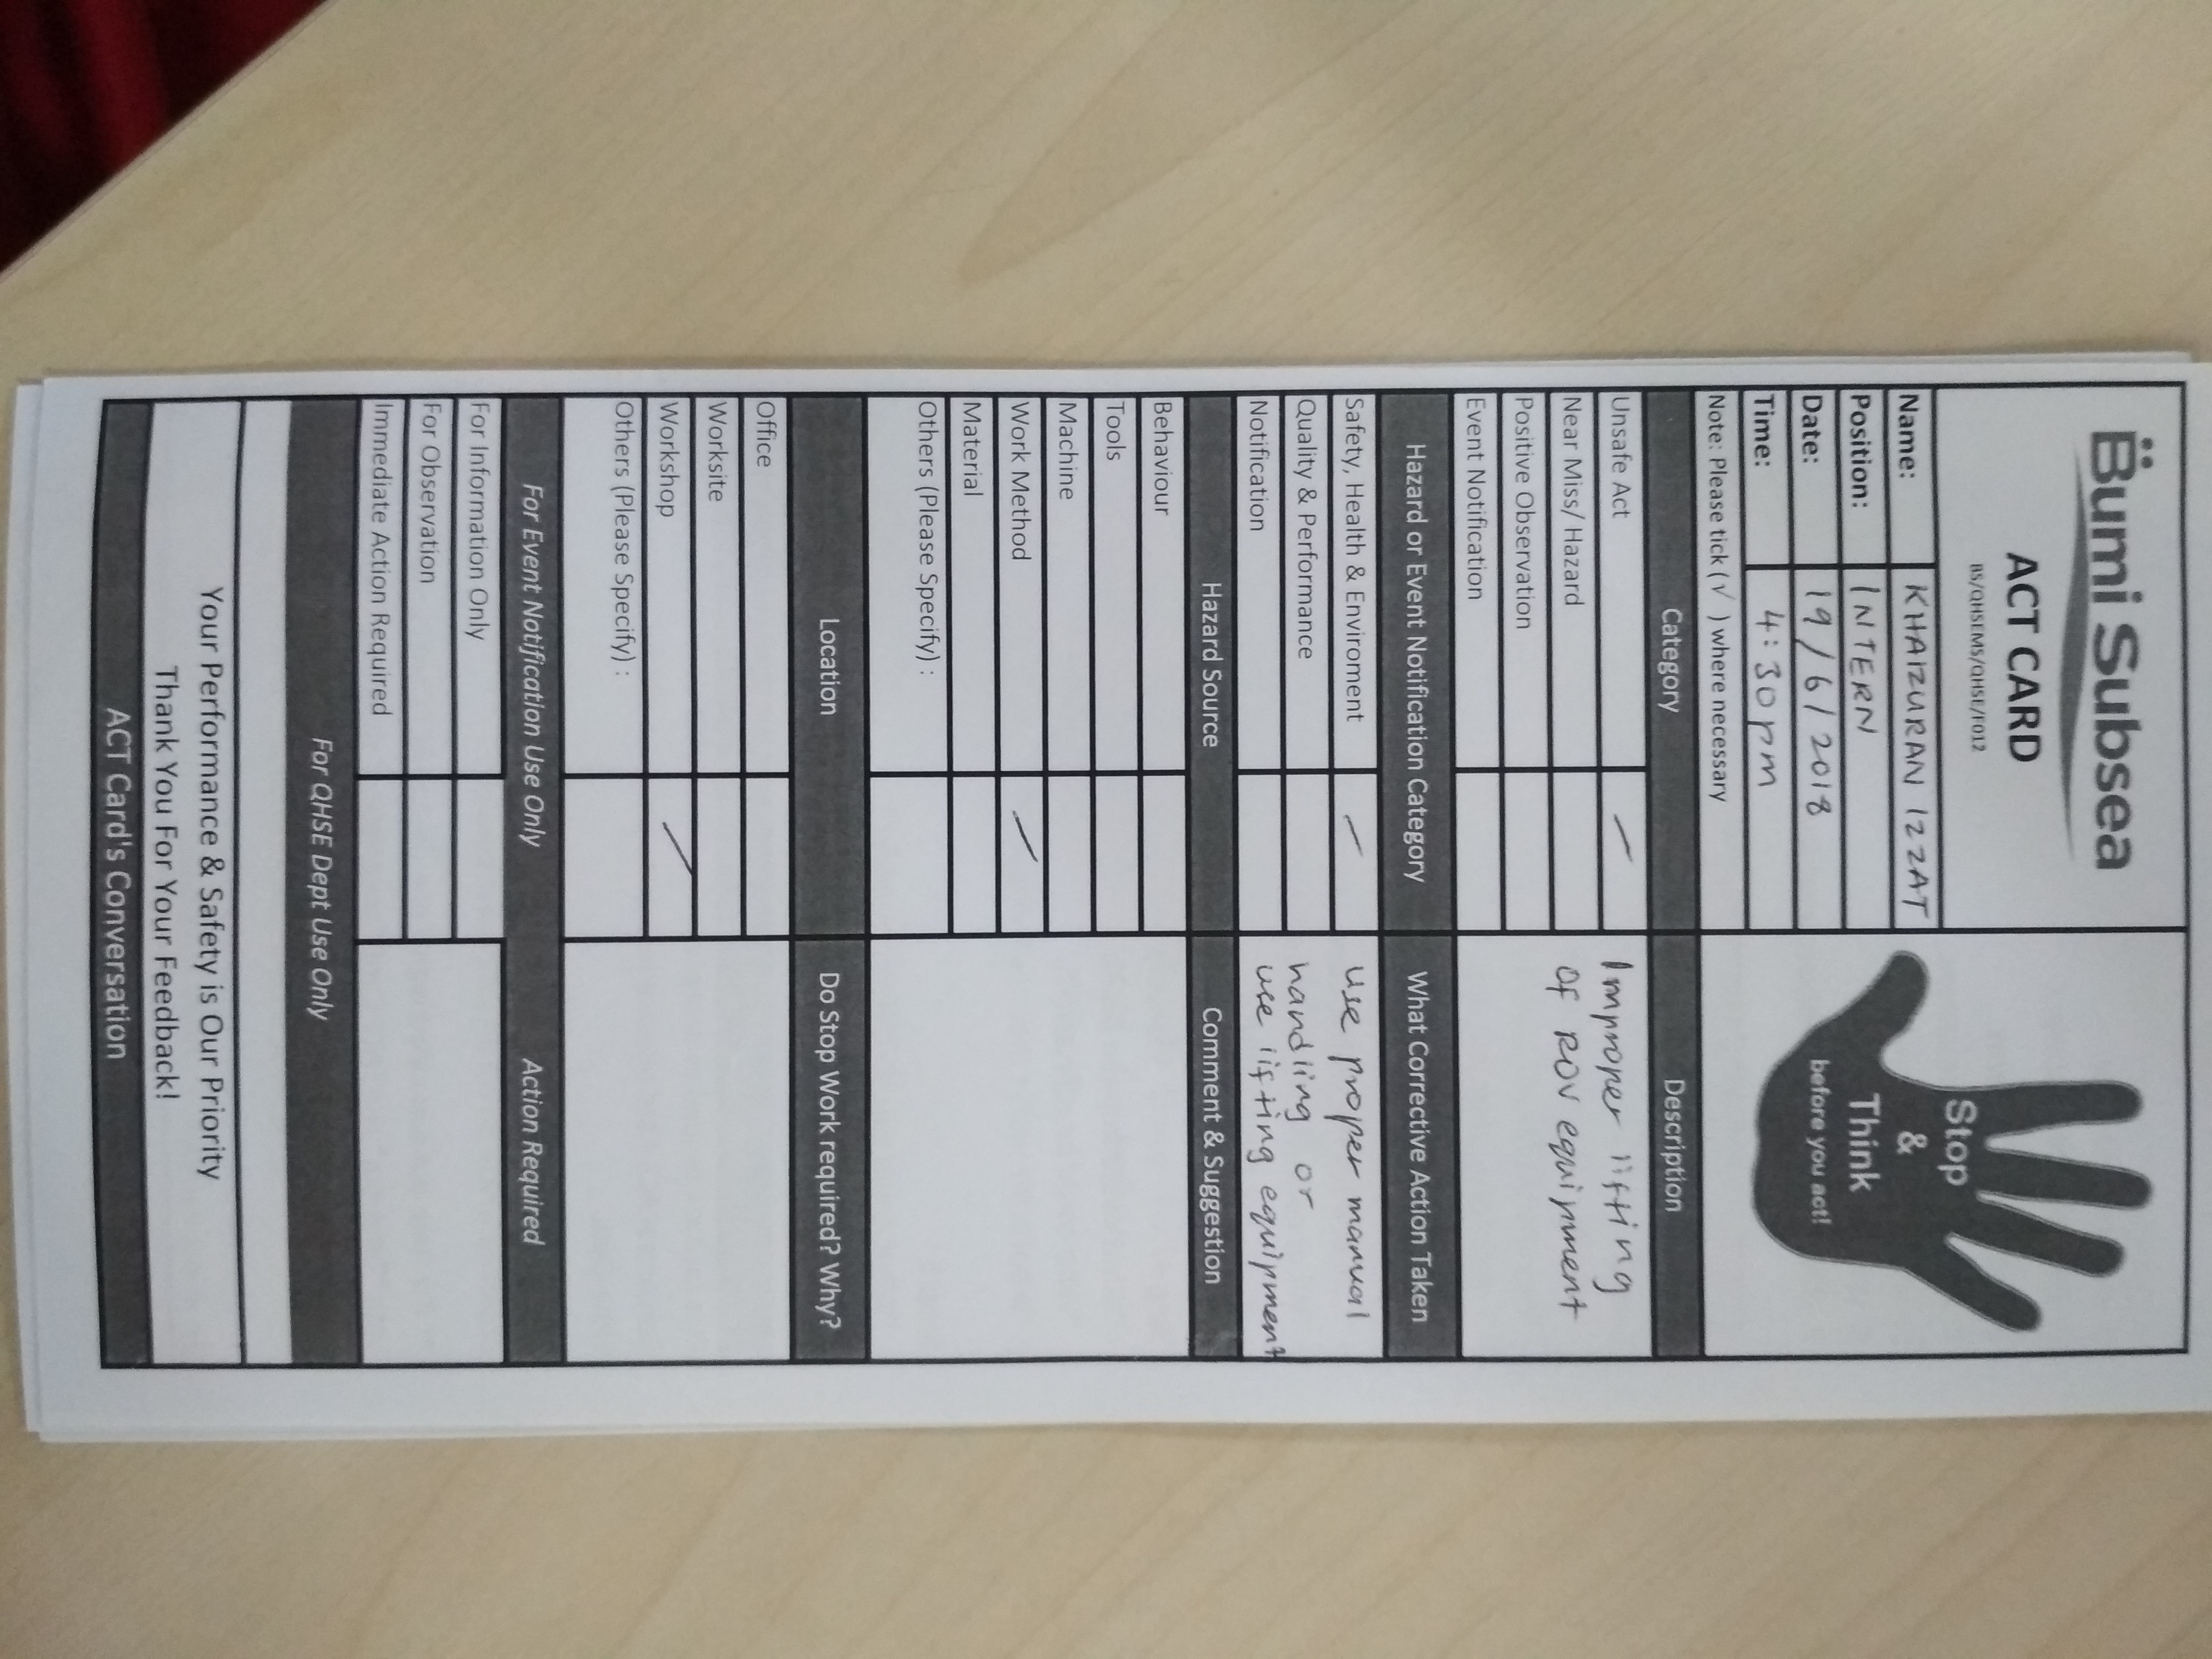 Bumi Subsea
ACT CARD
BS/QHSEMS/QHSE/F012
Stop
&
Think
before you act!
Name: KHAIZURAN IZZAT
Position: INTERN
Date: 19/6/2018
Time: 4:30pm
Note: Please tick (√ ) where necessary
Category Description
Unsafe Act / Improper lifting
Near Miss/ Hazard of ROV equipment
Positive Observation
Event Notification
Hazard or Event Notification Category What Corrective Action Taken
Safety, Health & Enviroment / use proper manual
Quality & Performance handling or
Notification use lifting equipment
Hazard Source Comment & Suggestion
Behaviour
Tools
Machine
Work Method /
Material
Others (Please Specify) :
Location Do Stop Work required? Why?
Office
Worksite
Workshop /
Others (Please Specify) :
For Event Notification Use Only Action Required
For Information Only
For Observation
Immediate Action Required
For QHSE Dept Use Only
Your Performance & Safety is Our Priority
Thank You For Your Feedback!
ACT Card's Conversation